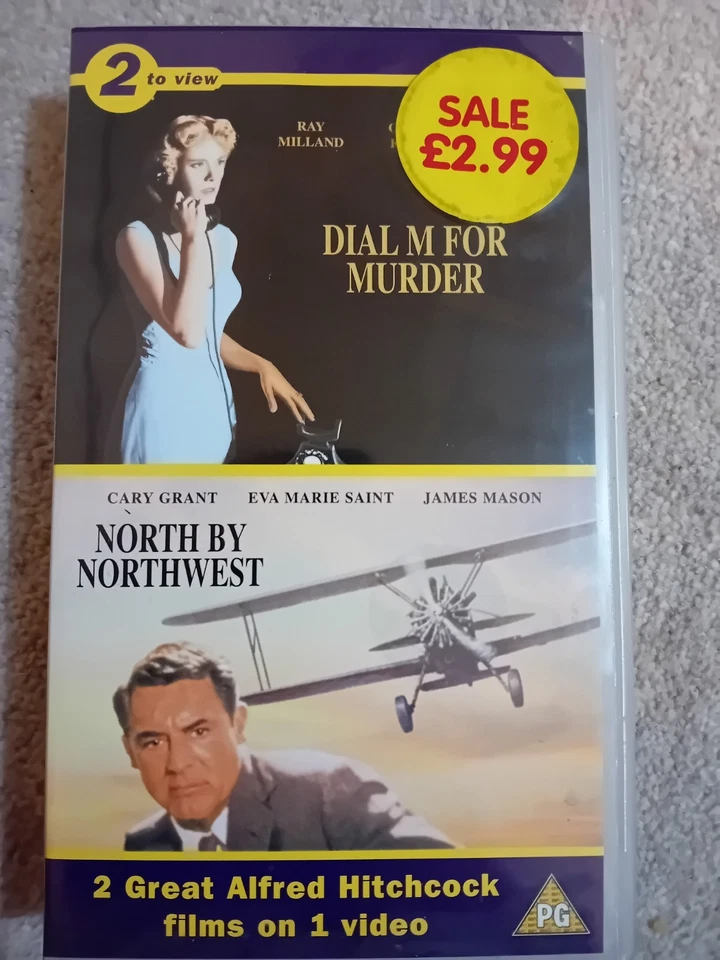 2 to view
RAY
MILLAND
SALE
£2.99
DIAL M FOR
MURDER
CARY GRANT EVA MARIE SAINT JAMES MASON
NORTH BY
NORTHWEST
2 Great Alfred Hitchcock
films on 1 video
PG